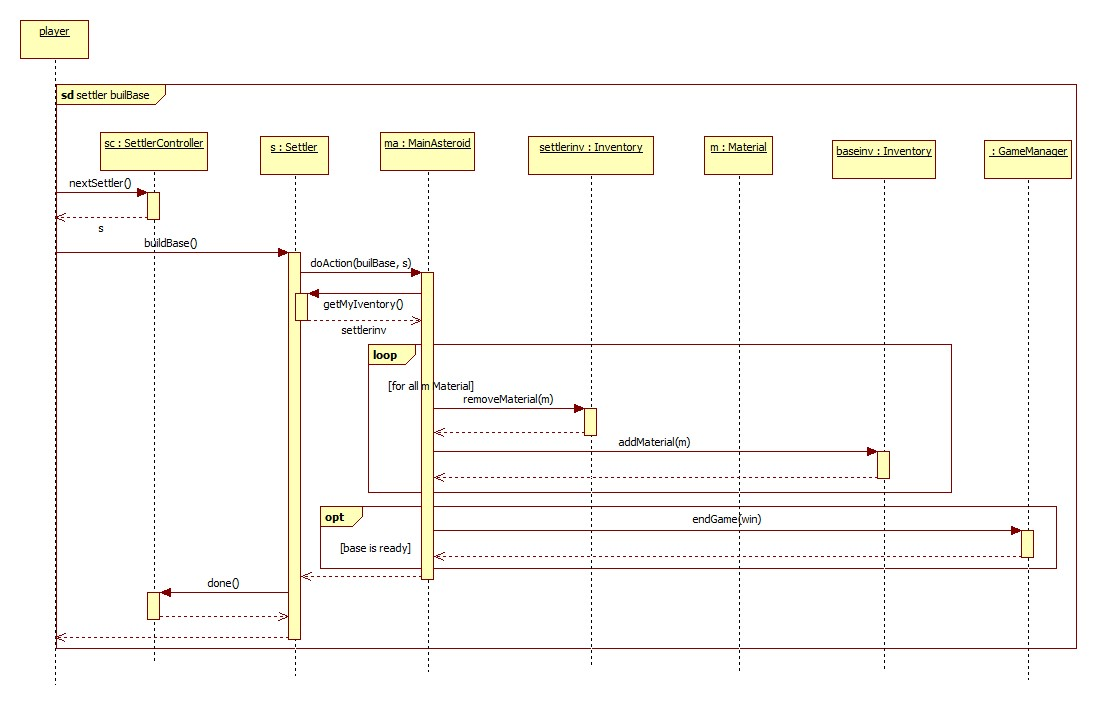 player
sd settler builBase
sc : SettlerController
s : Settler
ma : MainAsteroid
settlerinv : Inventory
m : Material
baseinv : Inventory
: GameManager
nextSettler()
s
buildBase()
doAction(builBase, s)
getMyIventory()
settlerinv
loop
[for all m Material]
removeMaterial(m)
addMaterial(m)
opt
endGame(win)
[base is ready]
done()